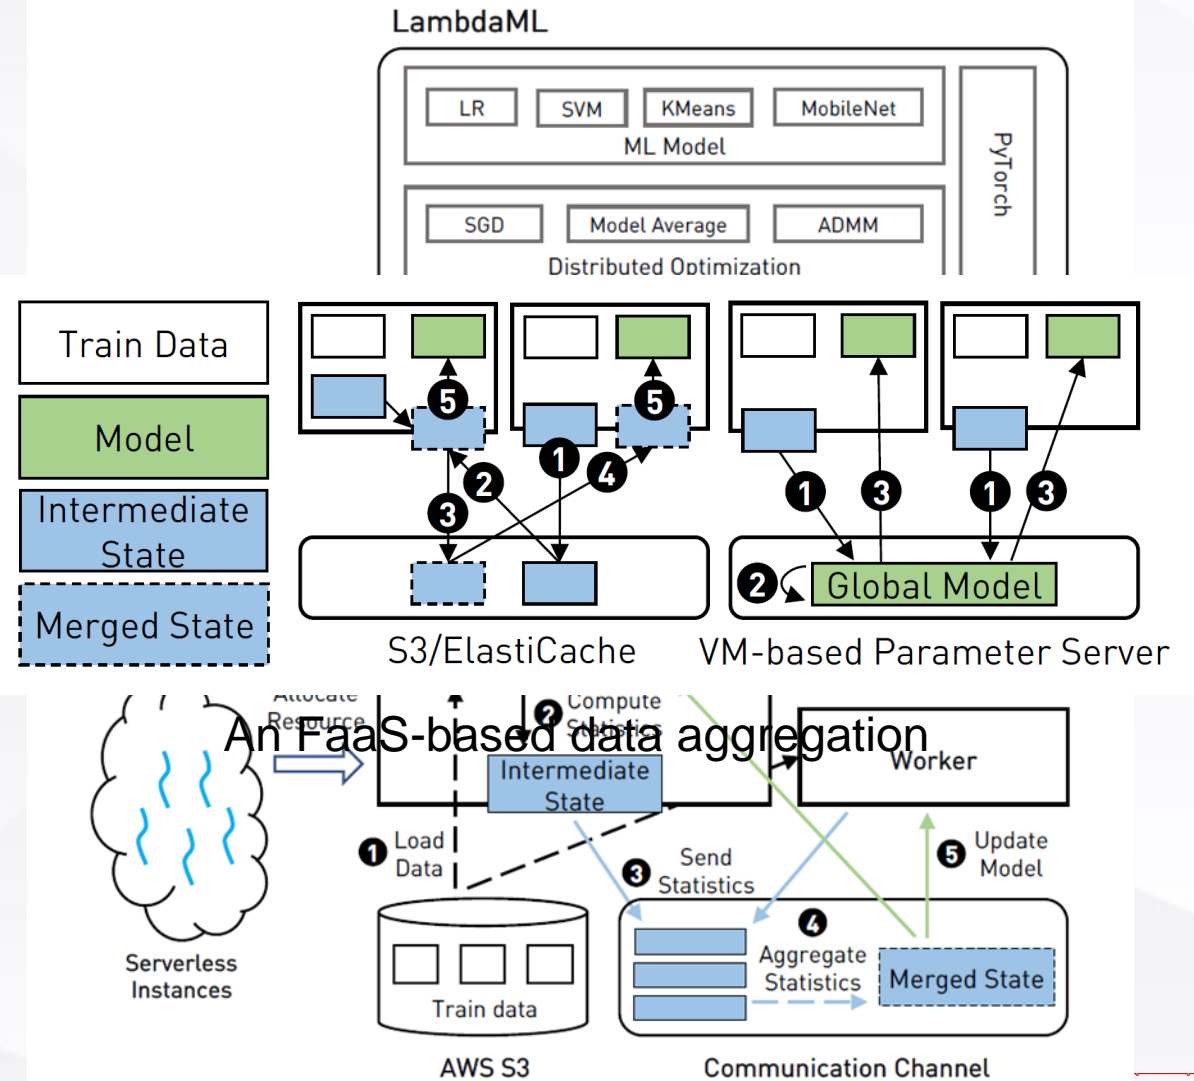 LambdaML
LR
SVM
KMeans
MobileNet
ML Model
PyTorch
SGD
Model Average
ADMM
Distributed Optimization
Train Data
Model
Intermediate
State
Merged State
5
5
2
1
4
3
S3/ElastiCache
1
3
1
3
2
Global Model
VM-based Parameter Server
Allocate
Resource
2
Compute
Statistics
An FaaS-based data aggregation
Intermediate
State
Worker
1
Load
Data
3
Send
Statistics
5
Update
Model
4
Aggregate
Statistics
Merged State
Serverless
Instances
Train data
AWS S3
Communication Channel